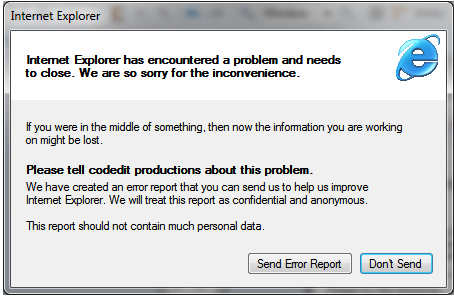 Internet Explorer
Internet Explorer has encountered a problem and needs
to close. We are so sorry for the inconvenience.
If you were in the middle of something, then now the information you are working
on might be lost.
Please tell codedit productions about this problem.
We have created an error report that you can send us to help us improve
Internet Explorer. We will treat this report as confidential and anonymous.
This report should not contain much personal data.
Send Error Report
Don't Send